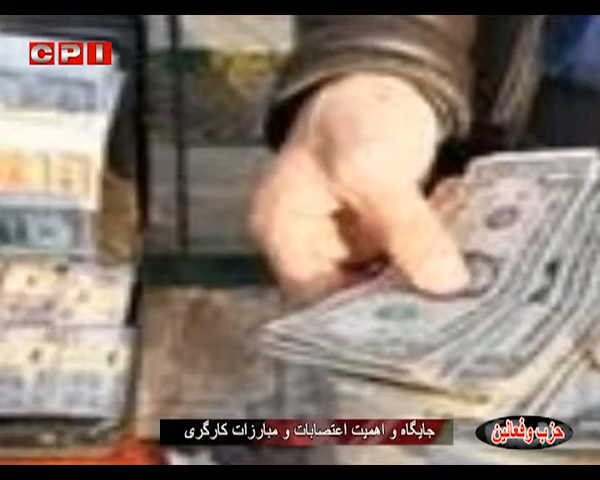 CPI
جایگاه و اهمیت اعتصابات و مبارزات کارگری
حزب وفعالین